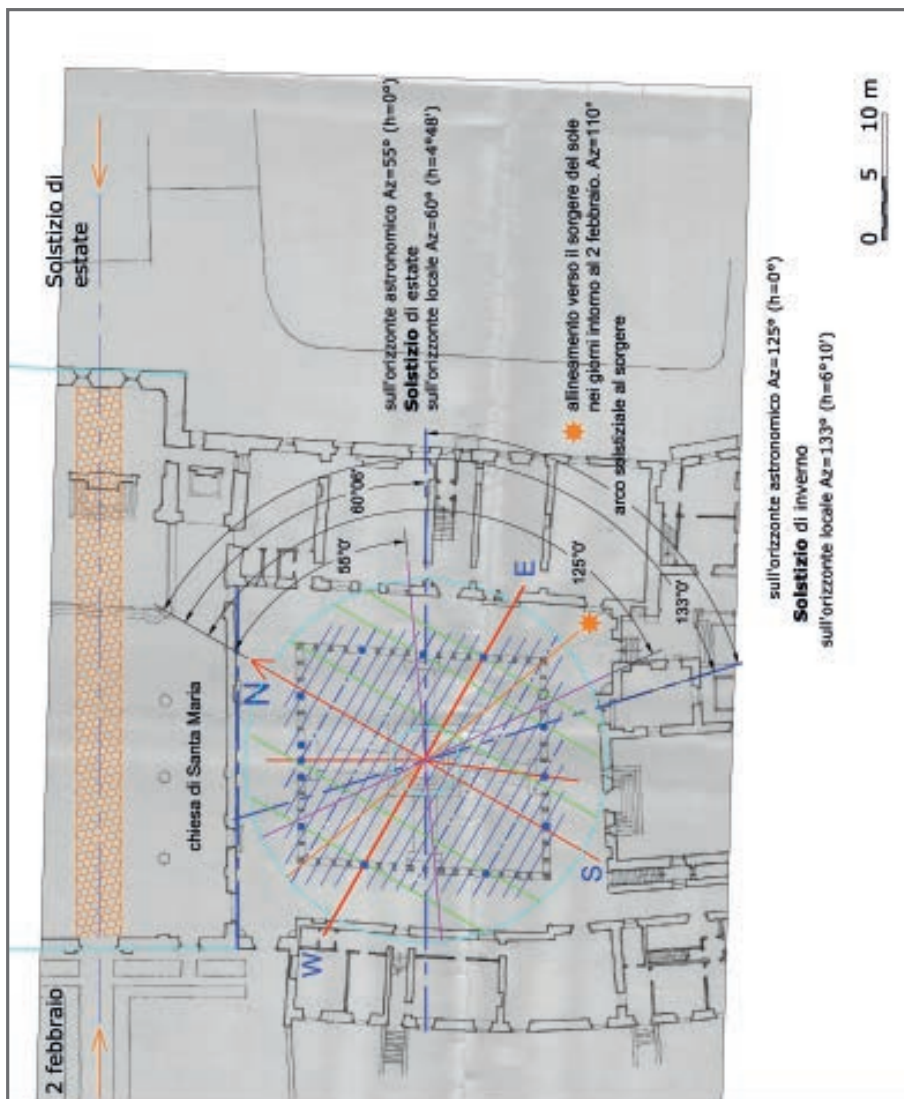 Solstizio di
estate
sull'orizzonte astronomico Az=55° (h=0°)
Solstizio di estate
sull'orizzonte locale Az=60° (h=4°48')
allineamento verso il sorgere del sole
nei giorni intorno al 2 febbraio. Az=110°
arco solstiziale al sorgere
sull'orizzonte astronomico Az=125° (h=0°)
Solstizio di inverno
sull'orizzonte locale Az=133° (h=6°10')
0 5 10 m
60°06'
55°0'
125°0'
133°0'
chiesa di Santa Maria
N
E
S
W
2 febbraio